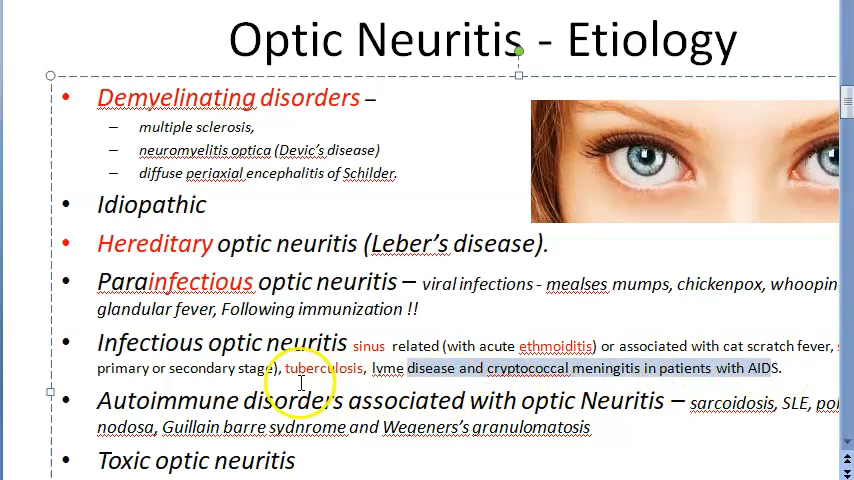 Optic Neuritis - Etiology
• Demyelinating disorders –
– multiple sclerosis,
– neuromyelitis optica (Devic's disease)
– diffuse periaxial encephalitis of Schilder.
• Idiopathic
• Hereditary optic neuritis (Leber's disease).
• Parainfectious optic neuritis – viral infections - mealses mumps, chickenpox,
glandular fever, Following immunization !!
• Infectious optic neuritis sinus related (with acute ethmoiditis) or associated with cat scratch fever,
primary or secondary stage), tuberculosis, lyme disease and cryptococcal meningitis in patients with AIDS.
• Autoimmune disorders associated with optic Neuritis – sarcoidosis, SLE,
nodosa, Guillain barre sydnrome and Wegeners's granulomatosis
• Toxic optic neuritis